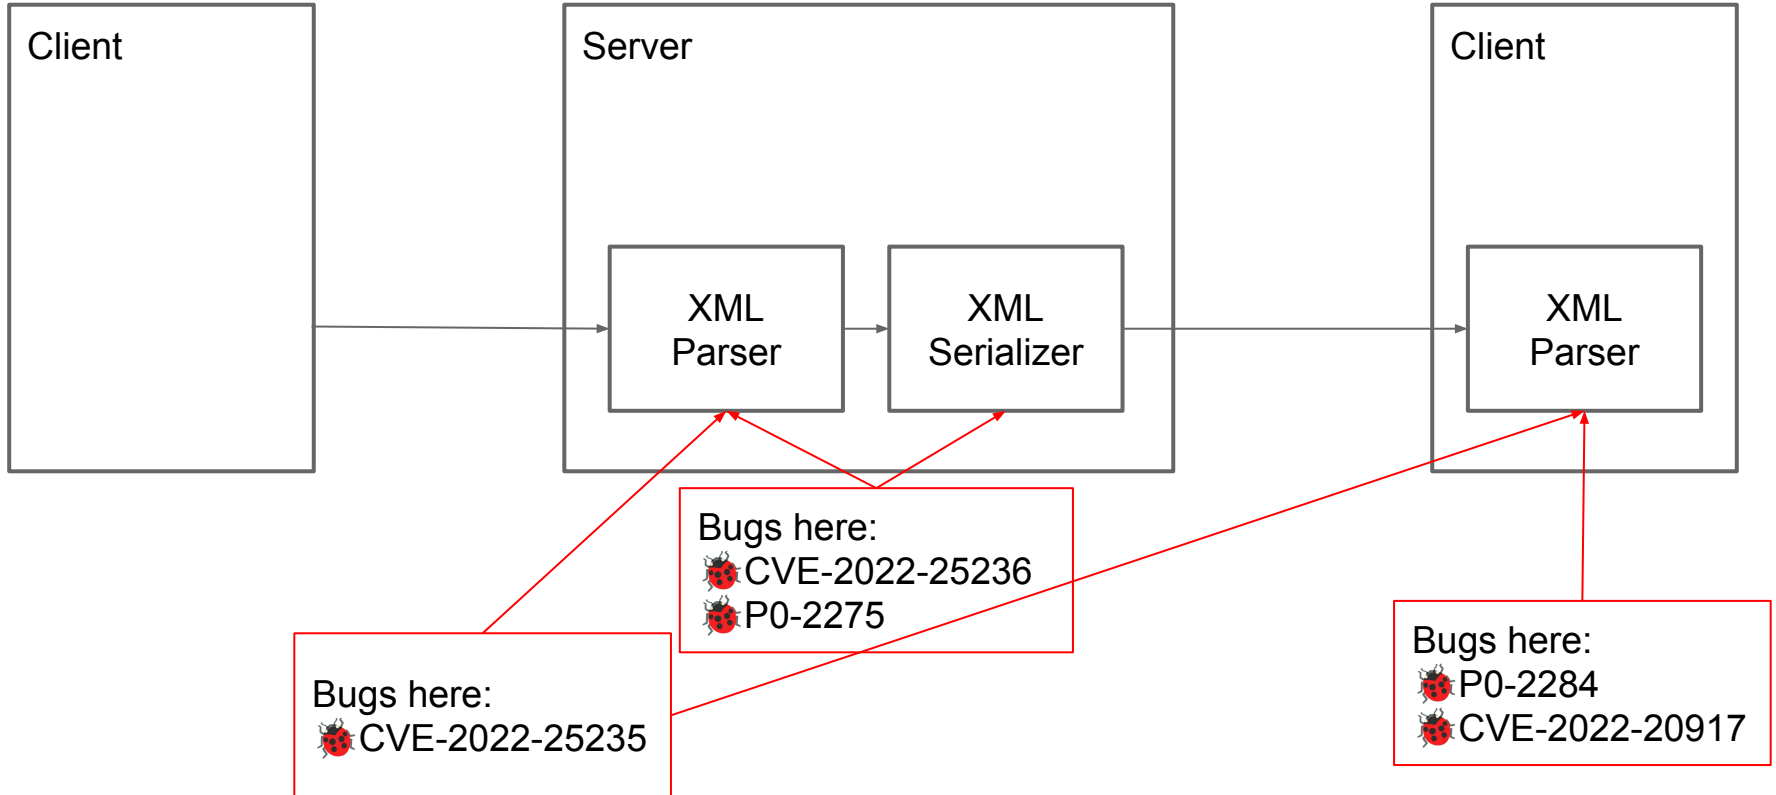 Client
Server
Client
XML
Parser
XML
Serializer
XML
Parser
Bugs here:
🐞CVE-2022-25236
🐞P0-2275
Bugs here:
🐞CVE-2022-25235
Bugs here:
🐞P0-2284
🐞CVE-2022-20917